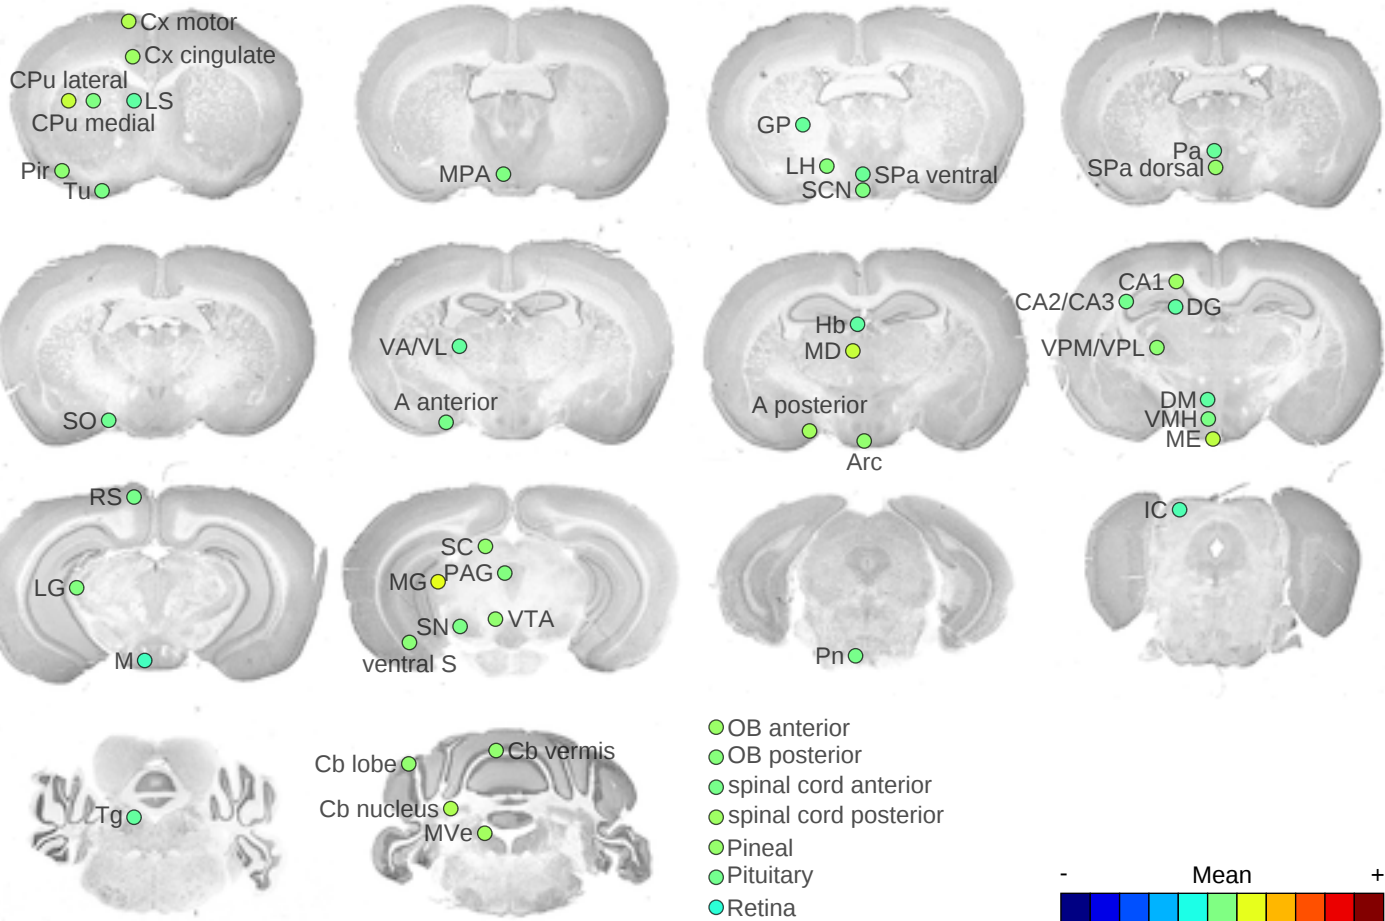 Cx motor
Cx cingulate
CPu lateral
LS
CPu medial
Pir
Tu
MPA
GP
LH
SPa ventral
SCN
Pa
SPa dorsal
SO
VA/VL
A anterior
Hb
MD
A posterior
Arc
CA1
CA2/CA3
DG
VPM/VPL
DM
VMH
ME
RS
LG
M
SC
MG
PAG
SN
VTA
ventral S
Pn
IC
Tg
Cb lobe
Cb vermis
Cb nucleus
MVe
OB anterior
OB posterior
spinal cord anterior
spinal cord posterior
Pineal
Pituitary
Retina
- Mean +